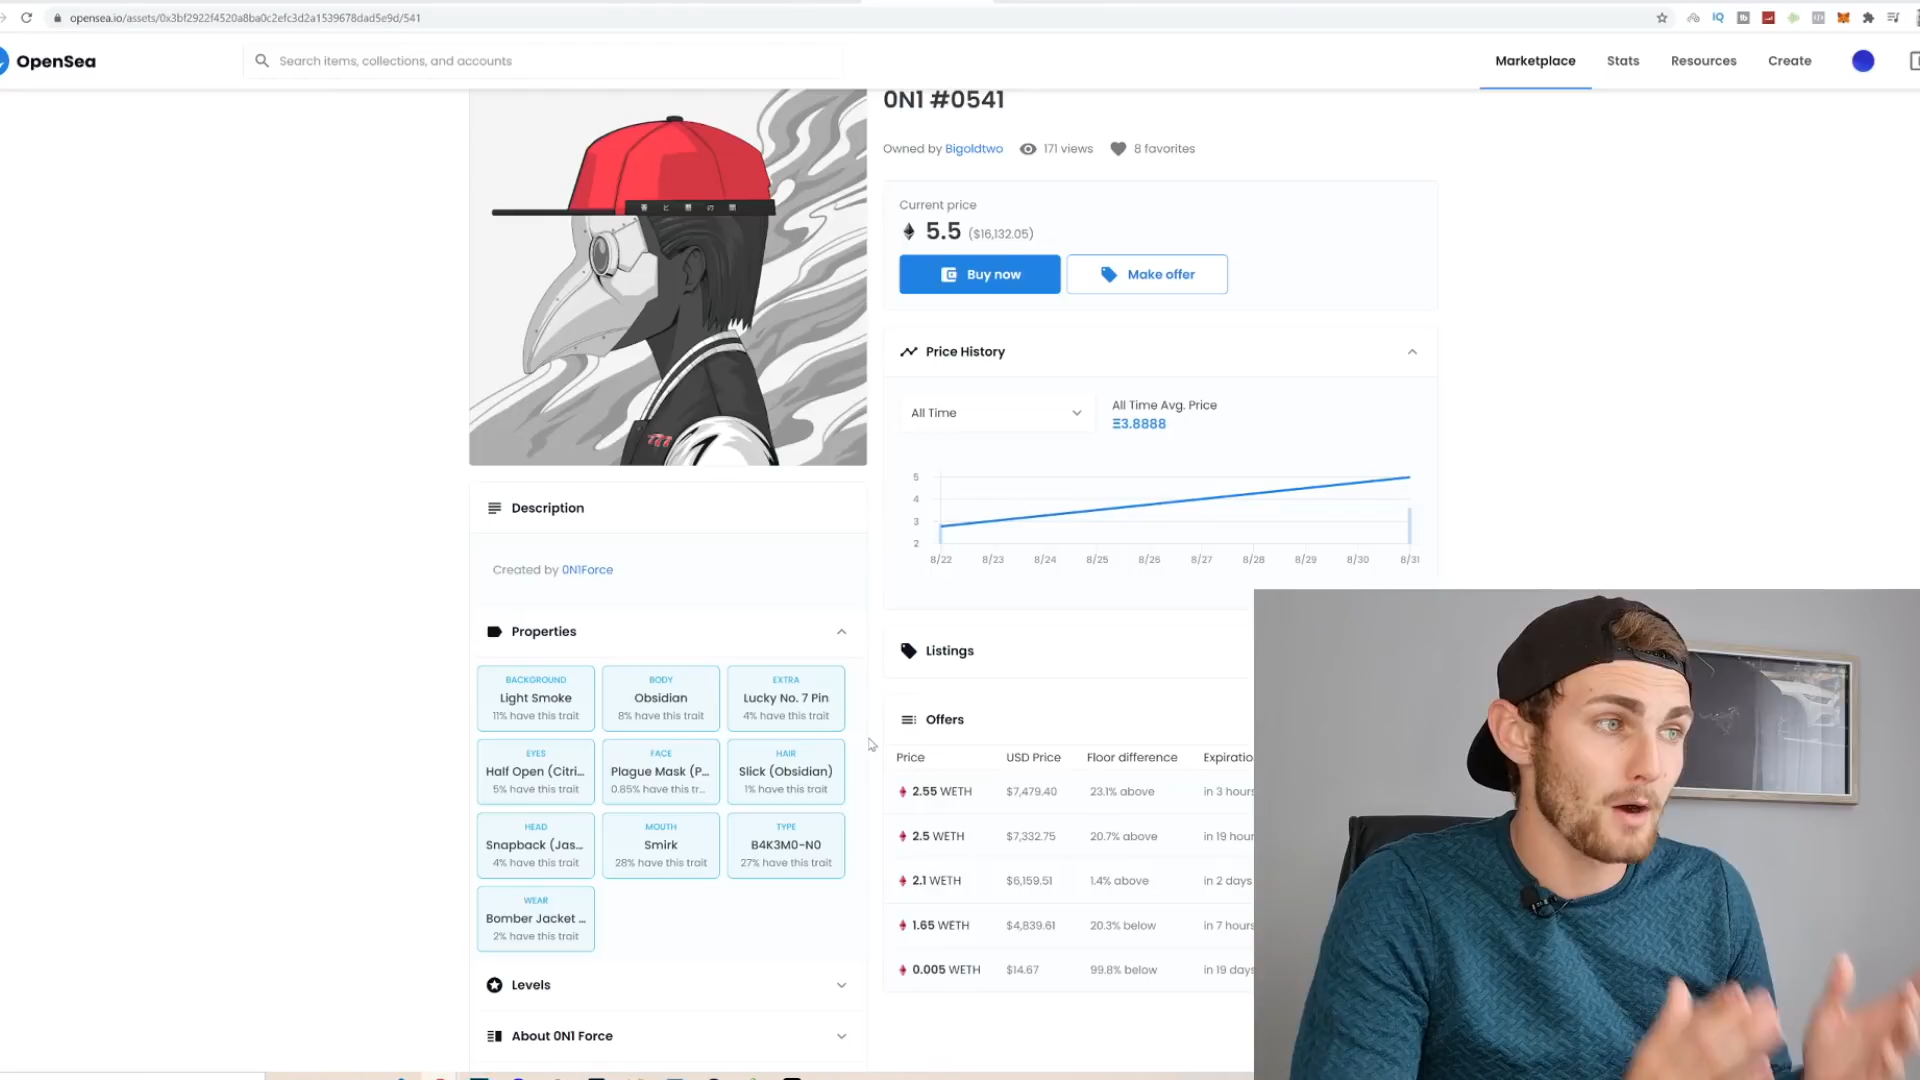 opensea.io/assets/0x3bf2922f4520a8ba0c2efc3d2a1539678dad5e9d/541
OpenSea
Search items, collections, and accounts
Marketplace
Stats
Resources
Create
0N1 #0541
Owned by Bigoldtwo
171 views
8 favorites
Current price
5.5 ($16,132.05)
Buy now
Make offer
Price History
All Time
All Time Avg. Price
Ξ3.8888
5
4
3
2
8/22 8/23 8/24 8/25 8/26 8/27 8/28 8/29 8/30 8/31
777
Description
Created by 0N1Force
Properties
BACKGROUND
Light Smoke
11% have this trait
BODY
Obsidian
8% have this trait
EXTRA
Lucky No. 7 Pin
4% have this trait
EYES
Half Open (Citri...
5% have this trait
FACE
Plague Mask (P...
0.85% have this tr...
HAIR
Slick (Obsidian)
1% have this trait
HEAD
Snapback (Jas...
4% have this trait
MOUTH
Smirk
28% have this trait
TYPE
B4K3M0-N0
27% have this trait
WEAR
Bomber Jacket ...
2% have this trait
Levels
About 0N1 Force
Listings
Offers
Price USD Price Floor difference Expiratio
2.55 WETH $7,479.40 23.1% above in 3 hours
2.5 WETH $7,332.75 20.7% above in 19 hour
2.1 WETH $6,159.51 1.4% above in 2 days
1.65 WETH $4,839.61 20.3% below in 7 hours
0.005 WETH $14.67 99.8% below in 19 days